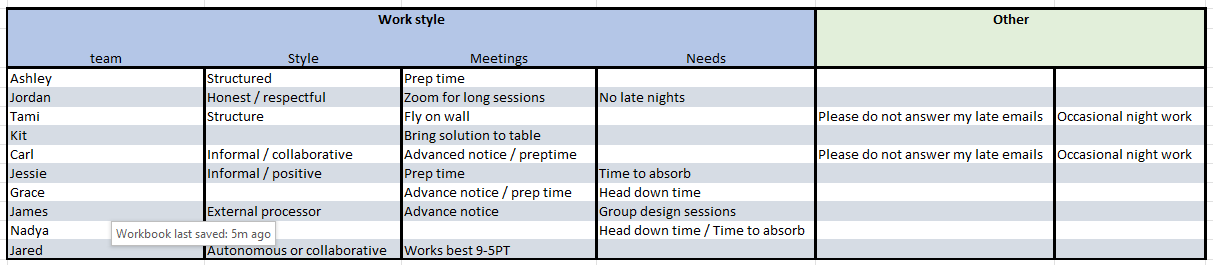 Work style Other
team Style Meetings Needs
Ashley Structured Prep time
Jordan Honest / respectful Zoom for long sessions No late nights
Tami Structure Fly on wall Please do not answer my late emails Occasional night work
Kit Bring solution to table
Carl Informal / collaborative Advanced notice / preptime Please do not answer my late emails Occasional night work
Jessie Informal / positive Prep time Time to absorb
Grace Advance notice / prep time Head down time
James External processor Advance notice Group design sessions
Nadya Head down time / Time to absorb
Workbook last saved: 5m ago
Jared Autonomous or collaborative Works best 9-5PT